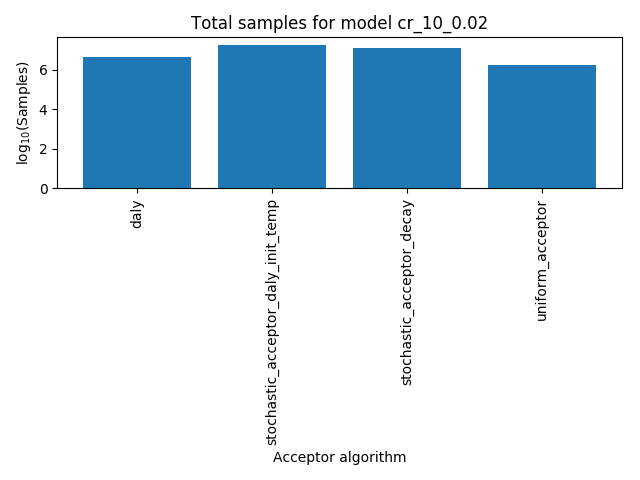 Total samples for model cr_10_0.02
log₁₀(Samples)
6
4
2
0
daly
stochastic_acceptor_daly_init_temp
stochastic_acceptor_decay
uniform_acceptor
Acceptor algorithm